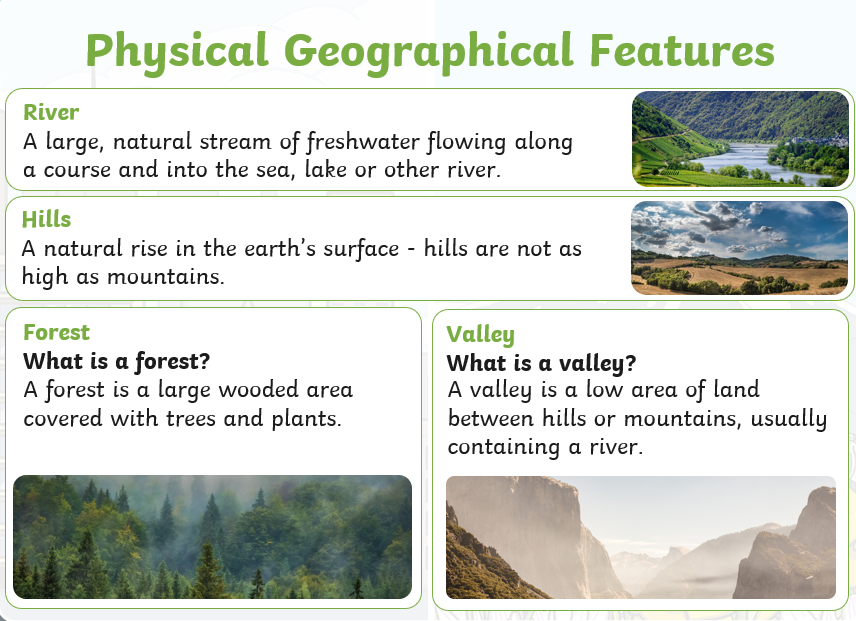 Physical Geographical Features
River
A large, natural stream of freshwater flowing along
a course and into the sea, lake or other river.
Hills
A natural rise in the earth's surface - hills are not as
high as mountains.
Forest
What is a forest?
A forest is a large wooded area
covered with trees and plants.
Valley
What is a valley?
A valley is a low area of land
between hills or mountains, usually
containing a river.